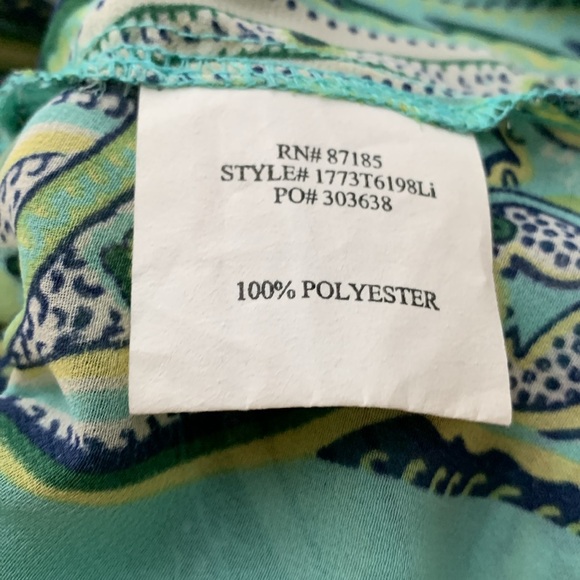 RN# 87185
STYLE# 1773T6198Li
PO# 303638
100% POLYESTER